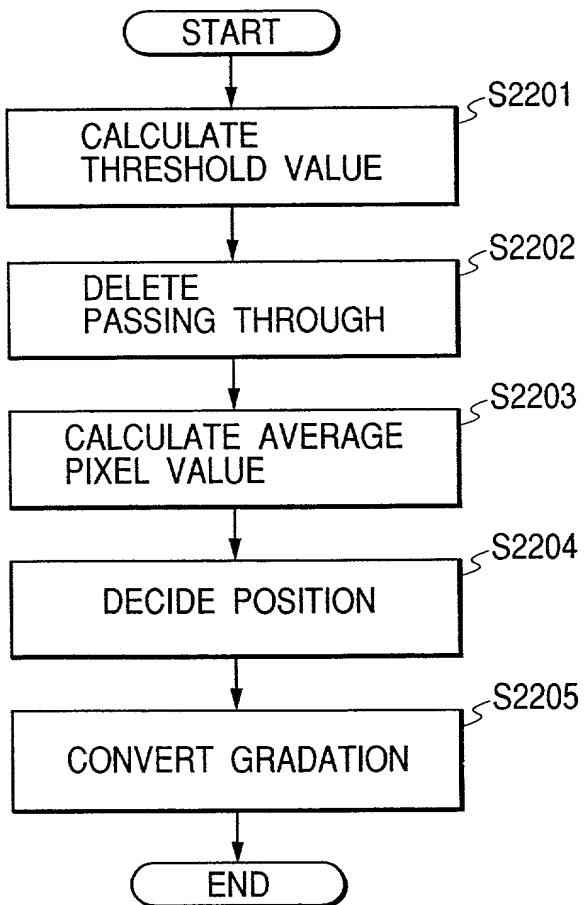 START
S2201
CALCULATE
THRESHOLD VALUE
S2202
DELETE
PASSING THROUGH
S2203
CALCULATE AVERAGE
PIXEL VALUE
S2204
DECIDE POSITION
S2205
CONVERT GRADATION
END